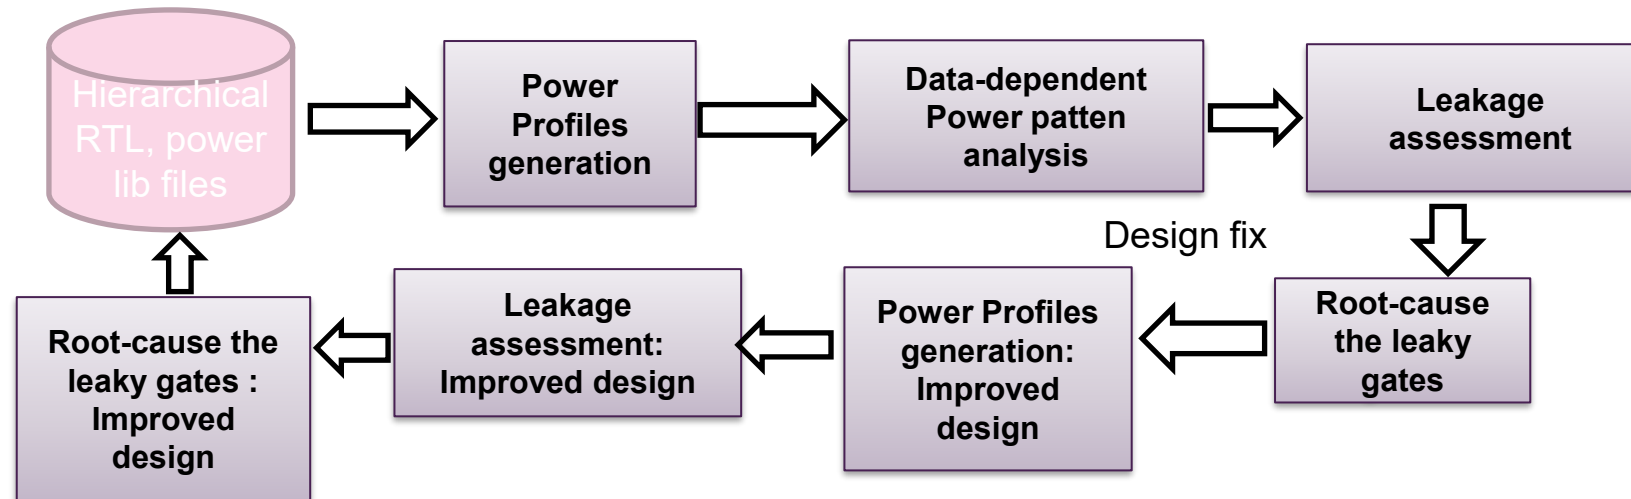 Hierarchical
RTL, power
lib files
Power
Profiles
generation
Data-dependent
Power patten
analysis
Leakage
assessment
Design fix
Root-cause
the leaky
gates
Power Profiles
generation:
Improved
design
Leakage
assessment:
Improved design
Root-cause the
leaky gates :
Improved
design